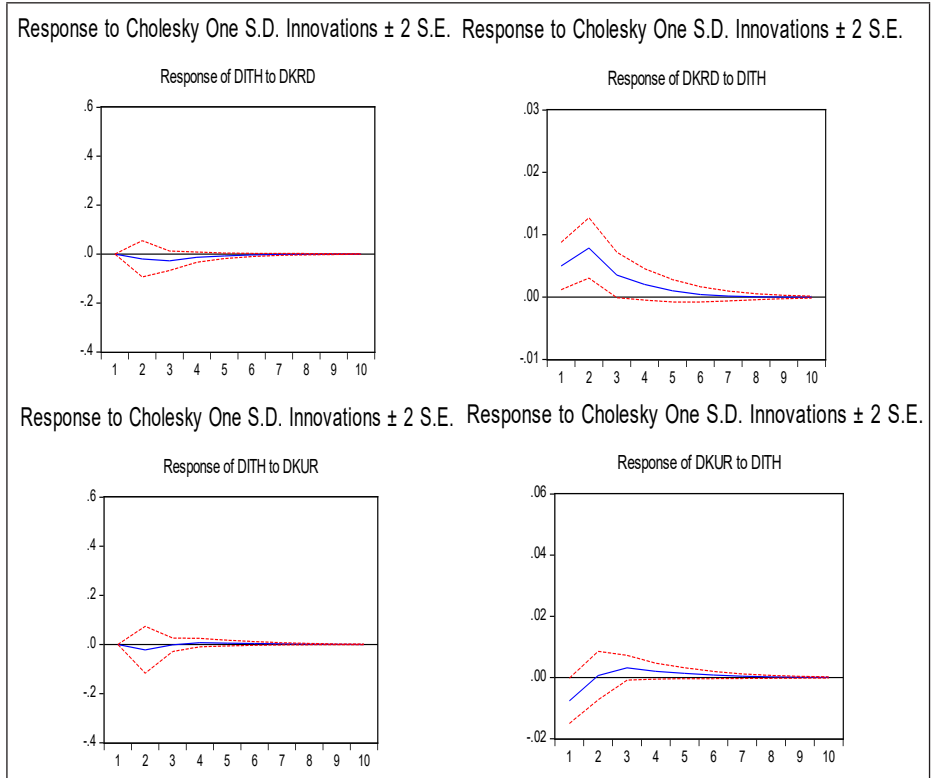 Response to Cholesky One S.D. Innovations ± 2 S.E.
Response of DITH to DKRD
.6
.4
.2
.0
-.2
-.4
1 2 3 4 5 6 7 8 9 10
Response to Cholesky One S.D. Innovations ± 2 S.E.
Response of DKRD to DITH
.03
.02
.01
.00
-.01
1 2 3 4 5 6 7 8 9 10
Response to Cholesky One S.D. Innovations ± 2 S.E.
Response of DITH to DKUR
.6
.4
.2
.0
-.2
-.4
1 2 3 4 5 6 7 8 9 10
Response to Cholesky One S.D. Innovations ± 2 S.E.
Response of DKUR to DITH
.06
.04
.02
.00
-.02
1 2 3 4 5 6 7 8 9 10